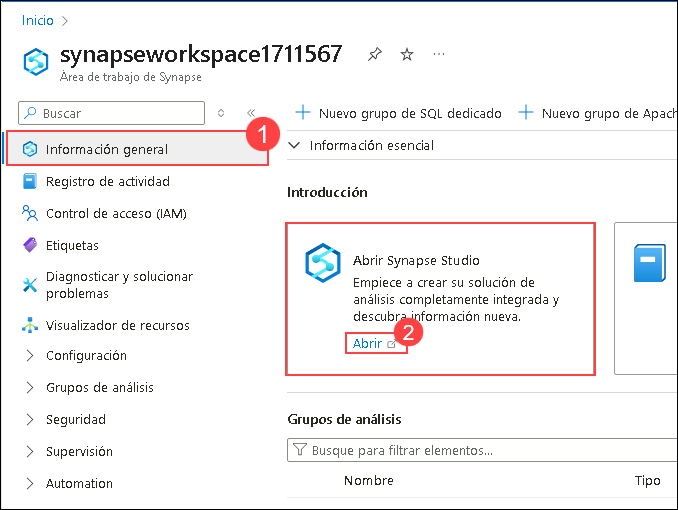 Inicio >
synapseworkspace1711567
Área de trabajo de Synapse
Buscar
Nuevo grupo de SQL dedicado
Nuevo grupo de Apach
1
Información general
Información esencial
Registro de actividad
Control de acceso (IAM)
Etiquetas
Diagnosticar y solucionar
problemas
Visualizador de recursos
Configuración
Grupos de análisis
Seguridad
Supervisión
Automation
Introducción
Abrir Synapse Studio
Empiece a crear su solución de
análisis completamente integrada y
descubra información nueva.
2
Abrir
Grupos de análisis
Busque para filtrar elementos...
Nombre
Tipo